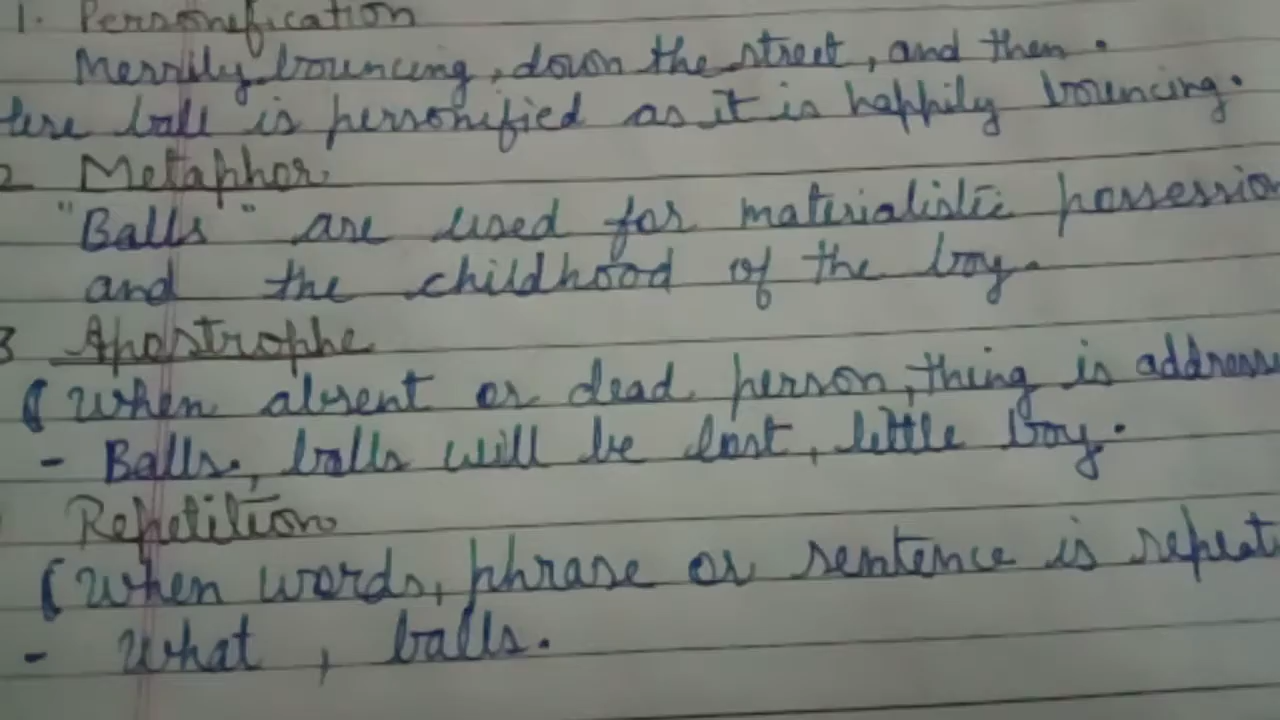 1. Personification
Merrily bouncing, down the street, and then.
here ball is personified as it is happily bouncing.
2 Metaphor.
"Balls" are used for materialistic possession
and the childhood of the boy.
3 Apostrophe
( When absent or dead person, thing is addresse
- Balls, balls will be lost, little boy.
Repetition
( When words, phrase or sentence is repeat
- what, balls.